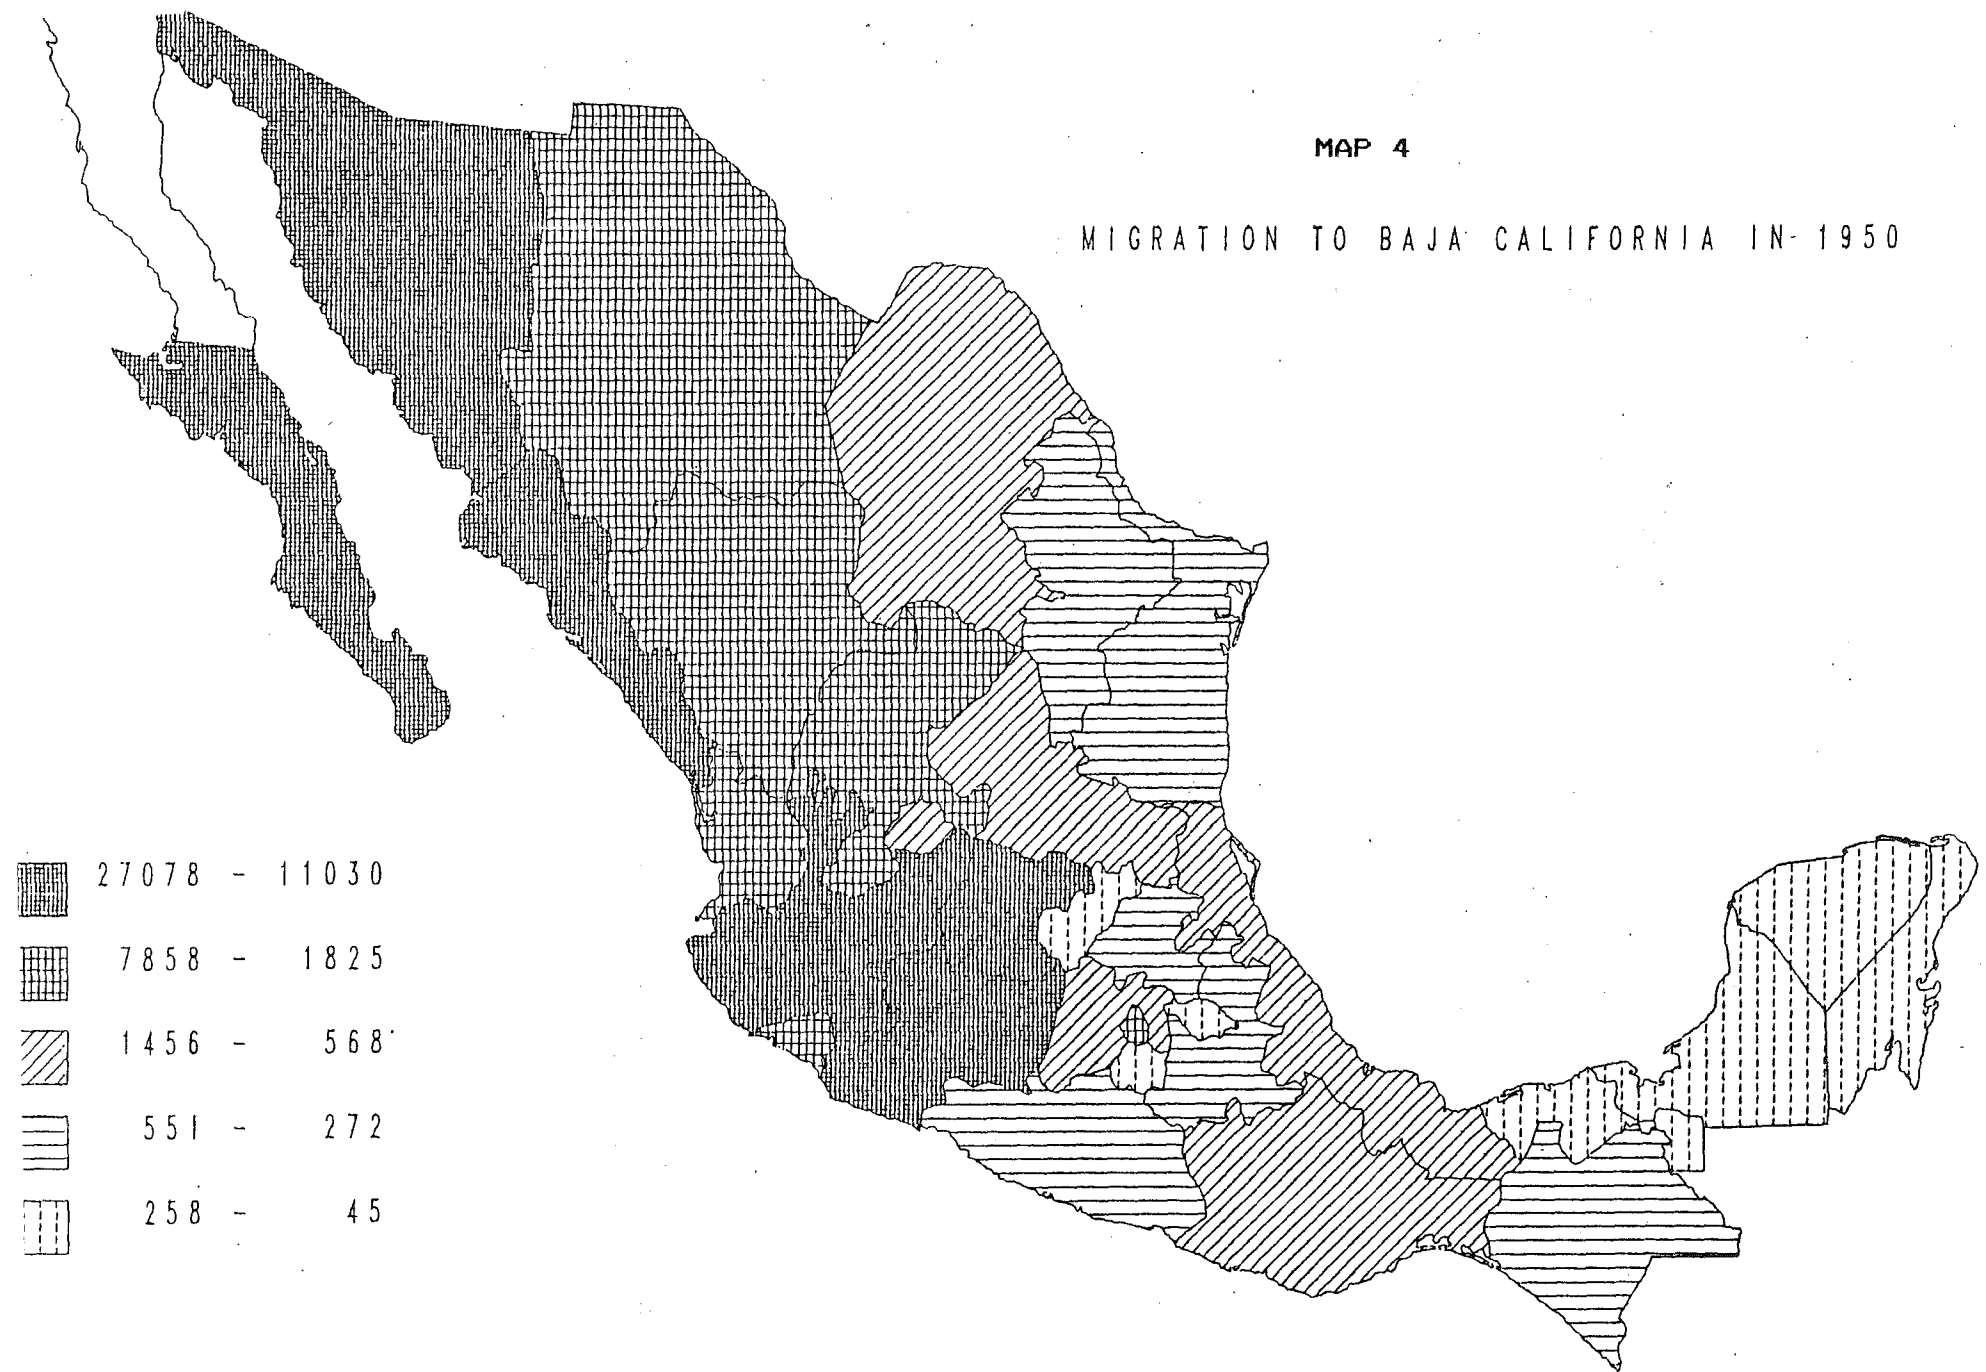 MAP 4
MIGRATION TO BAJA CALIFORNIA IN 1950
27078 - 11030
7858 - 1825
1456 - 568
551 - 272
258 - 45